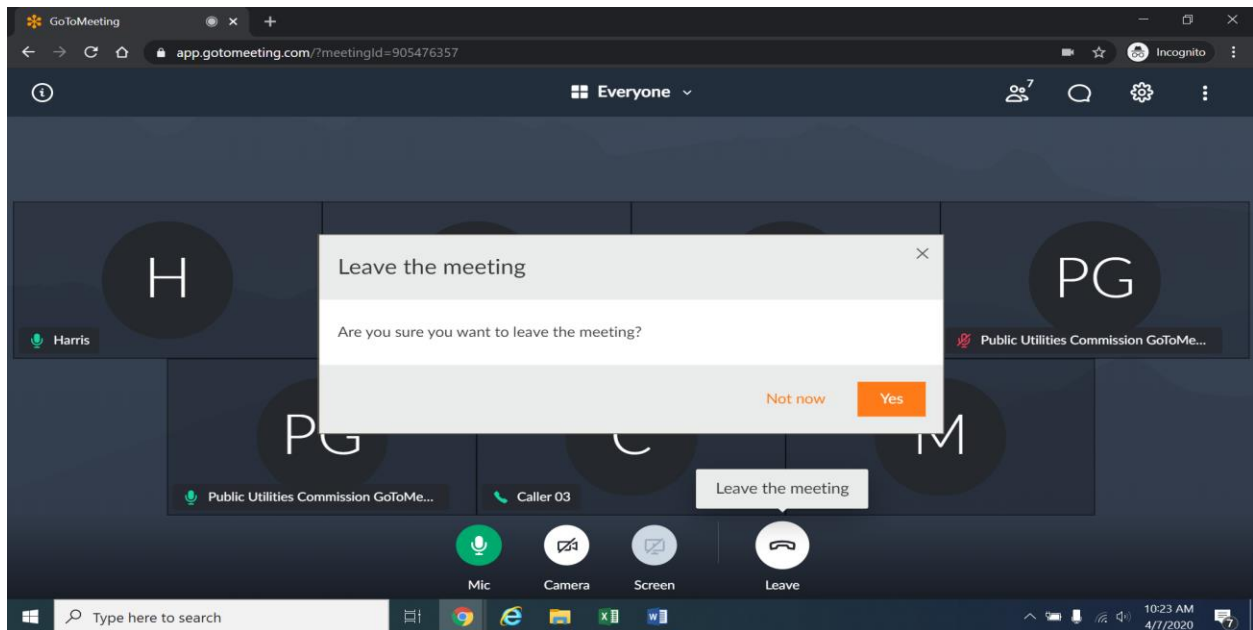 GoToMeeting
app.gotomeeting.com/?meetingId=905476357
Incognito
Everyone
7
H
PG
Leave the meeting
Are you sure you want to leave the meeting?
Not now Yes
Harris
Public Utilities Commission GoToMe...
PG
C
M
Public Utilities Commission GoToMe...
Caller 03
Leave the meeting
Mic Camera Screen Leave
Type here to search
10:23 AM
4/7/2020
7